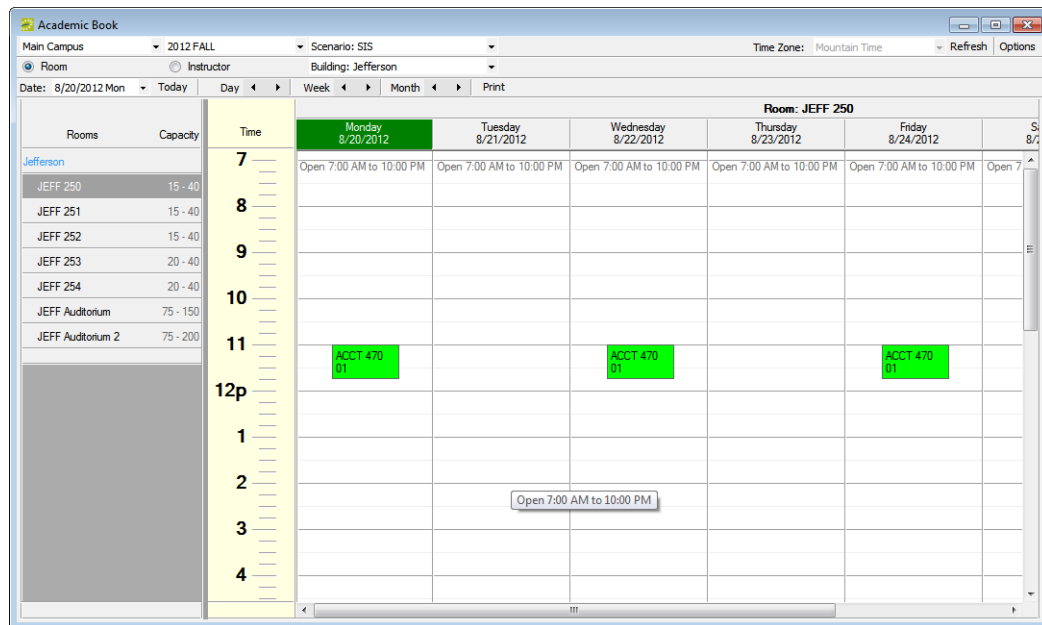 Academic Book
Main Campus 2012 FALL Scenario: SIS Time Zone: Mountain Time Refresh Options
Room Instructor Building: Jefferson
Date: 8/20/2012 Mon Today Day Week Month Print
Room: JEFF 250
Rooms Capacity Time Monday Tuesday Wednesday Thursday Friday
8/20/2012 8/21/2012 8/22/2012 8/23/2012 8/24/2012
Jefferson 7 Open 7:00 AM to 10:00 PM Open 7:00 AM to 10:00 PM Open 7:00 AM to 10:00 PM Open 7:00 AM to 10:00 PM Open 7:00 AM to 10:00 PM Open 7
JEFF 250 15 - 40
JEFF 251 15 - 40 8
JEFF 252 15 - 40
JEFF 253 20 - 40 9
JEFF 254 20 - 40
10
JEFF Auditorium 75 - 150
JEFF Auditorium 2 75 - 200
11
ACCT 470 ACCT 470 ACCT 470
01 01 01
12p
1
2
Open 7:00 AM to 10:00 PM
3
4